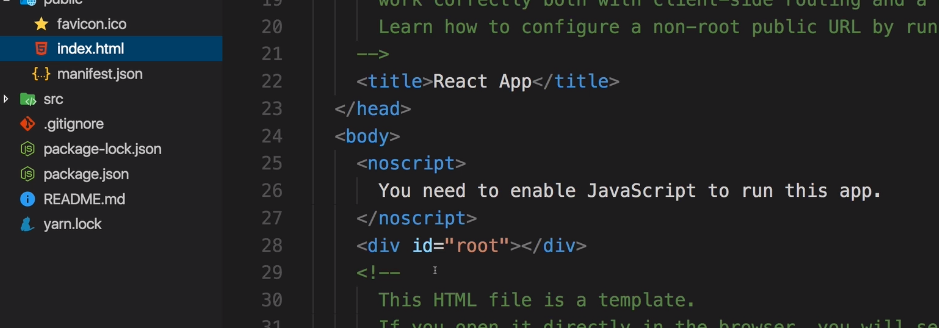 public
favicon.ico
index.html
manifest.json
src
.gitignore
package-lock.json
package.json
README.md
yarn.lock
19 work correctly both with client-side routing and a
20 Learn how to configure a non-root public URL by run
21 -->
22 <title>React App</title>
23 </head>
24 <body>
25 <noscript>
26 You need to enable JavaScript to run this app.
27 </noscript>
28 <div id="root"></div>
29 <!--
30 This HTML file is a template.
31 If you open it directly in the browser, you will se